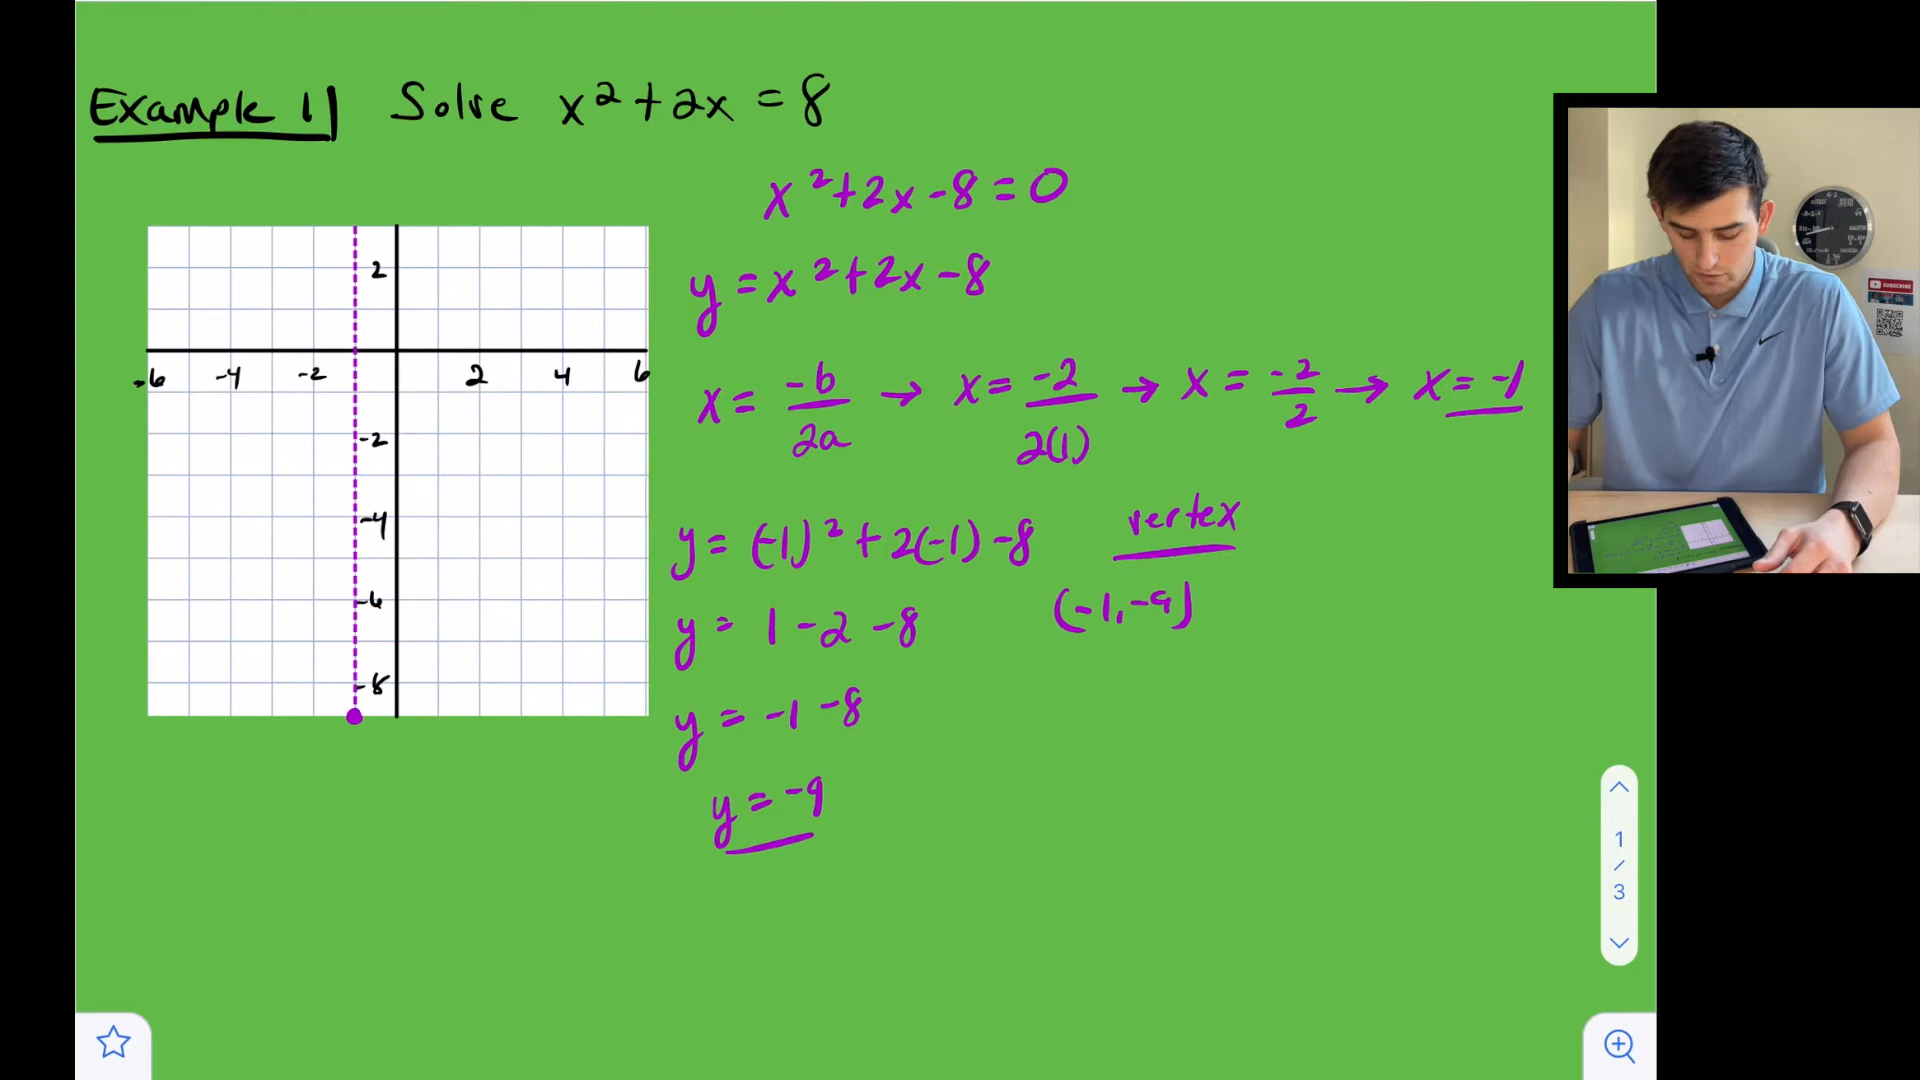 Example 1] Solve x²+2x=8
x²+2x-8=0
y=x²+2x-8
x= -b/2a → x= -2/2(1) → x= -2/2 → x=-1
y=(-1)²+2(-1)-8
y=1-2-8
y=-1-8
y=-9
vertex
(-1,-9)
2
-6 -4 -2 2 4 6
-2
-4
-6
-8
SUBSCRIBE
1
/
3